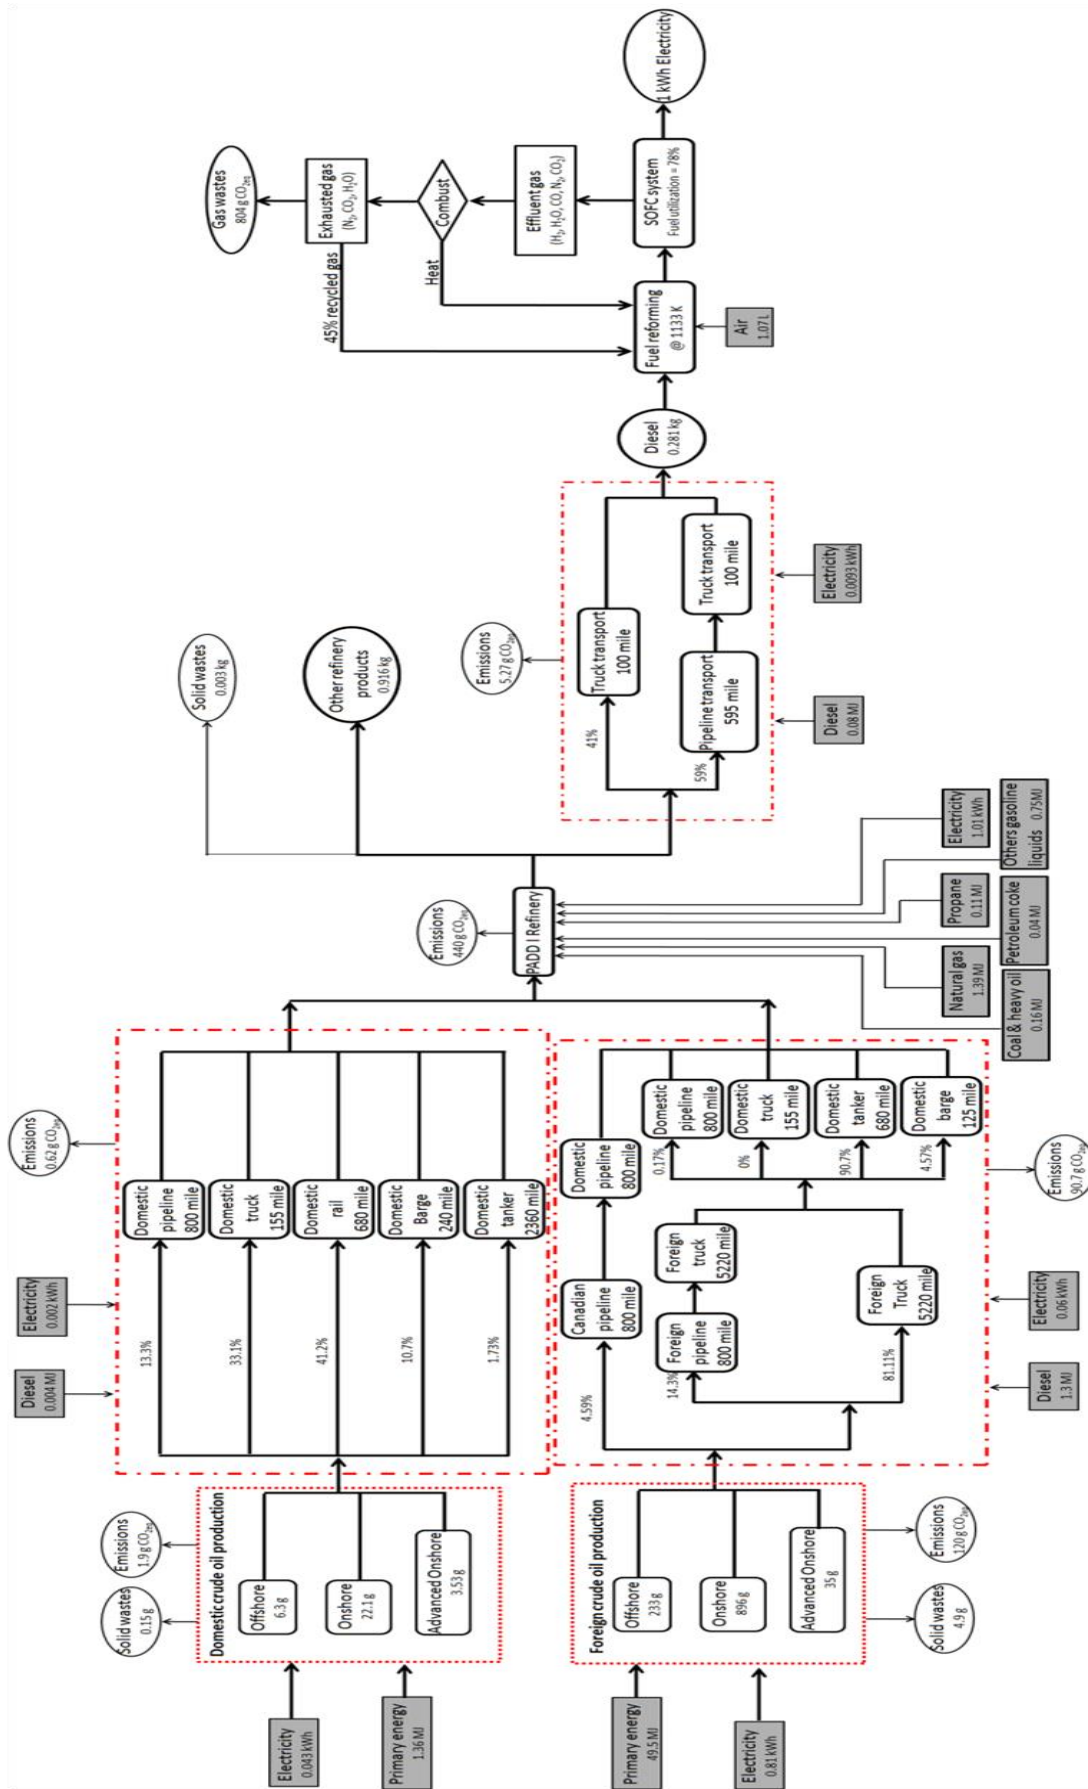 Electricity
0.043 kWh
Primary energy
1.36 MJ
Solid wastes
0.15 g
Emissions
1.9 g CO2eq
Domestic crude oil production
Offshore
6.3 g
Onshore
22.1 g
Advanced Onshore
3.53 g
Diesel
0.004 MJ
Electricity
0.002 kWh
Emissions
0.62 g CO2eq
13.3%
Domestic
pipeline
800 mile
33.1%
Domestic
truck
155 mile
41.2%
Domestic
rail
680 mile
10.7%
Domestic
Barge
240 mile
1.73%
Domestic
tanker
2360 mile
Primary energy
49.5 MJ
Electricity
0.81 kWh
Foreign crude oil production
Offshore
233 g
Onshore
896 g
Advanced Onshore
35 g
Solid wastes
4.9 g
Emissions
120 g CO2eq
4.59%
Canadian
pipeline
800 mile
Domestic
pipeline
800 mile
14.3%
Foreign
pipeline
800 mile
Foreign
truck
5220 mile
81.11%
Foreign
Truck
5220 mile
0.17%
Domestic
pipeline
800 mile
0%
Domestic
truck
155 mile
90.7%
Domestic
tanker
680 mile
4.57%
Domestic
barge
125 mile
Diesel
1.3 MJ
Electricity
0.06 kWh
Emissions
90.7 g CO2eq
Emissions
440 g CO2eq
PADD I Refinery
Coal & heavy oil
0.16 MJ
Natural gas
1.39 MJ
Petroleum coke
0.04 MJ
Propane
0.11 MJ
Others gasoline
liquids 0.75 MJ
Electricity
1.01 kWh
Solid wastes
0.003 kg
Other refinery
products
0.916 kg
Emissions
5.27 g CO2eq
41%
Truck transport
100 mile
59%
Pipeline transport
595 mile
Truck transport
100 mile
Diesel
0.08 MJ
Electricity
0.0093 kWh
Diesel
0.281 kg
Fuel reforming
@ 1133 K
Air
1.07 L
45% recycled gas
Heat
Gas wastes
804 g CO2eq
Exhausted gas
(N2, CO2, H2O)
Combust
Effluent gas
(H2, H2O, CO, N2, CO2)
SOFC system
Fuel utilization = 78%
1 kWh Electricity